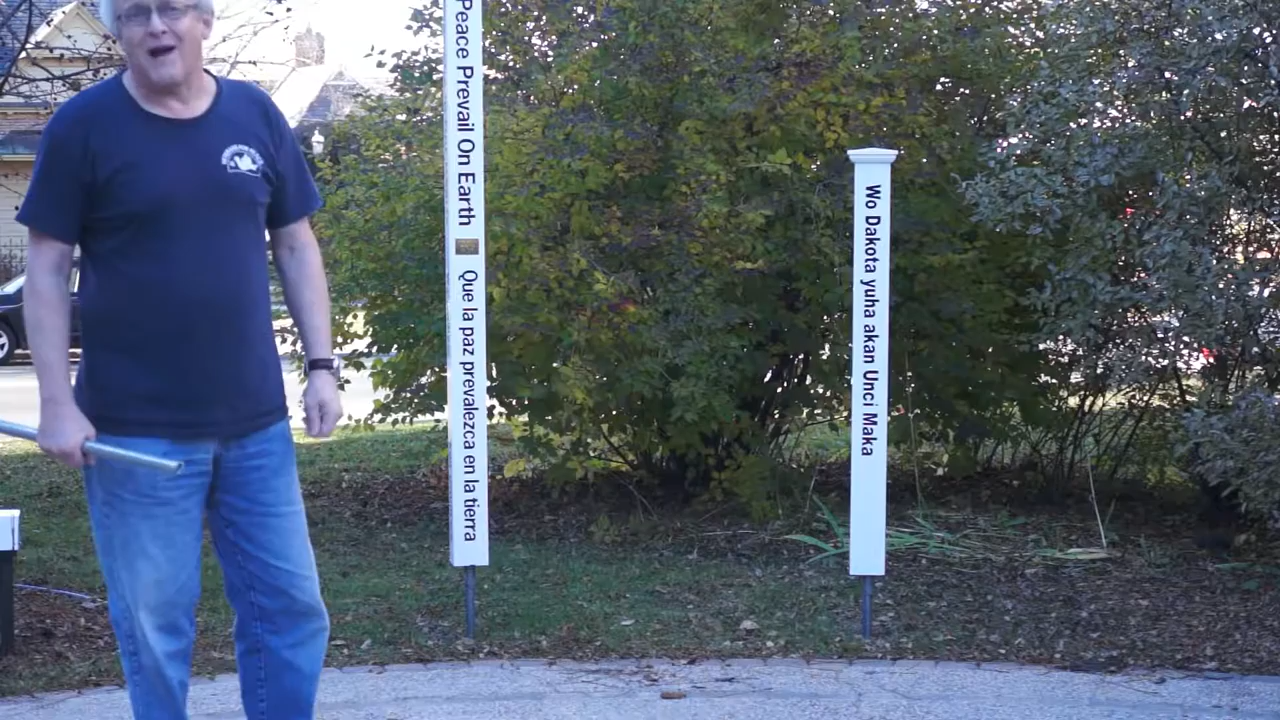 Peace Prevail On Earth
Que la paz prevalezca en la tierra
Wo Dakota yuha akan Unci Maka